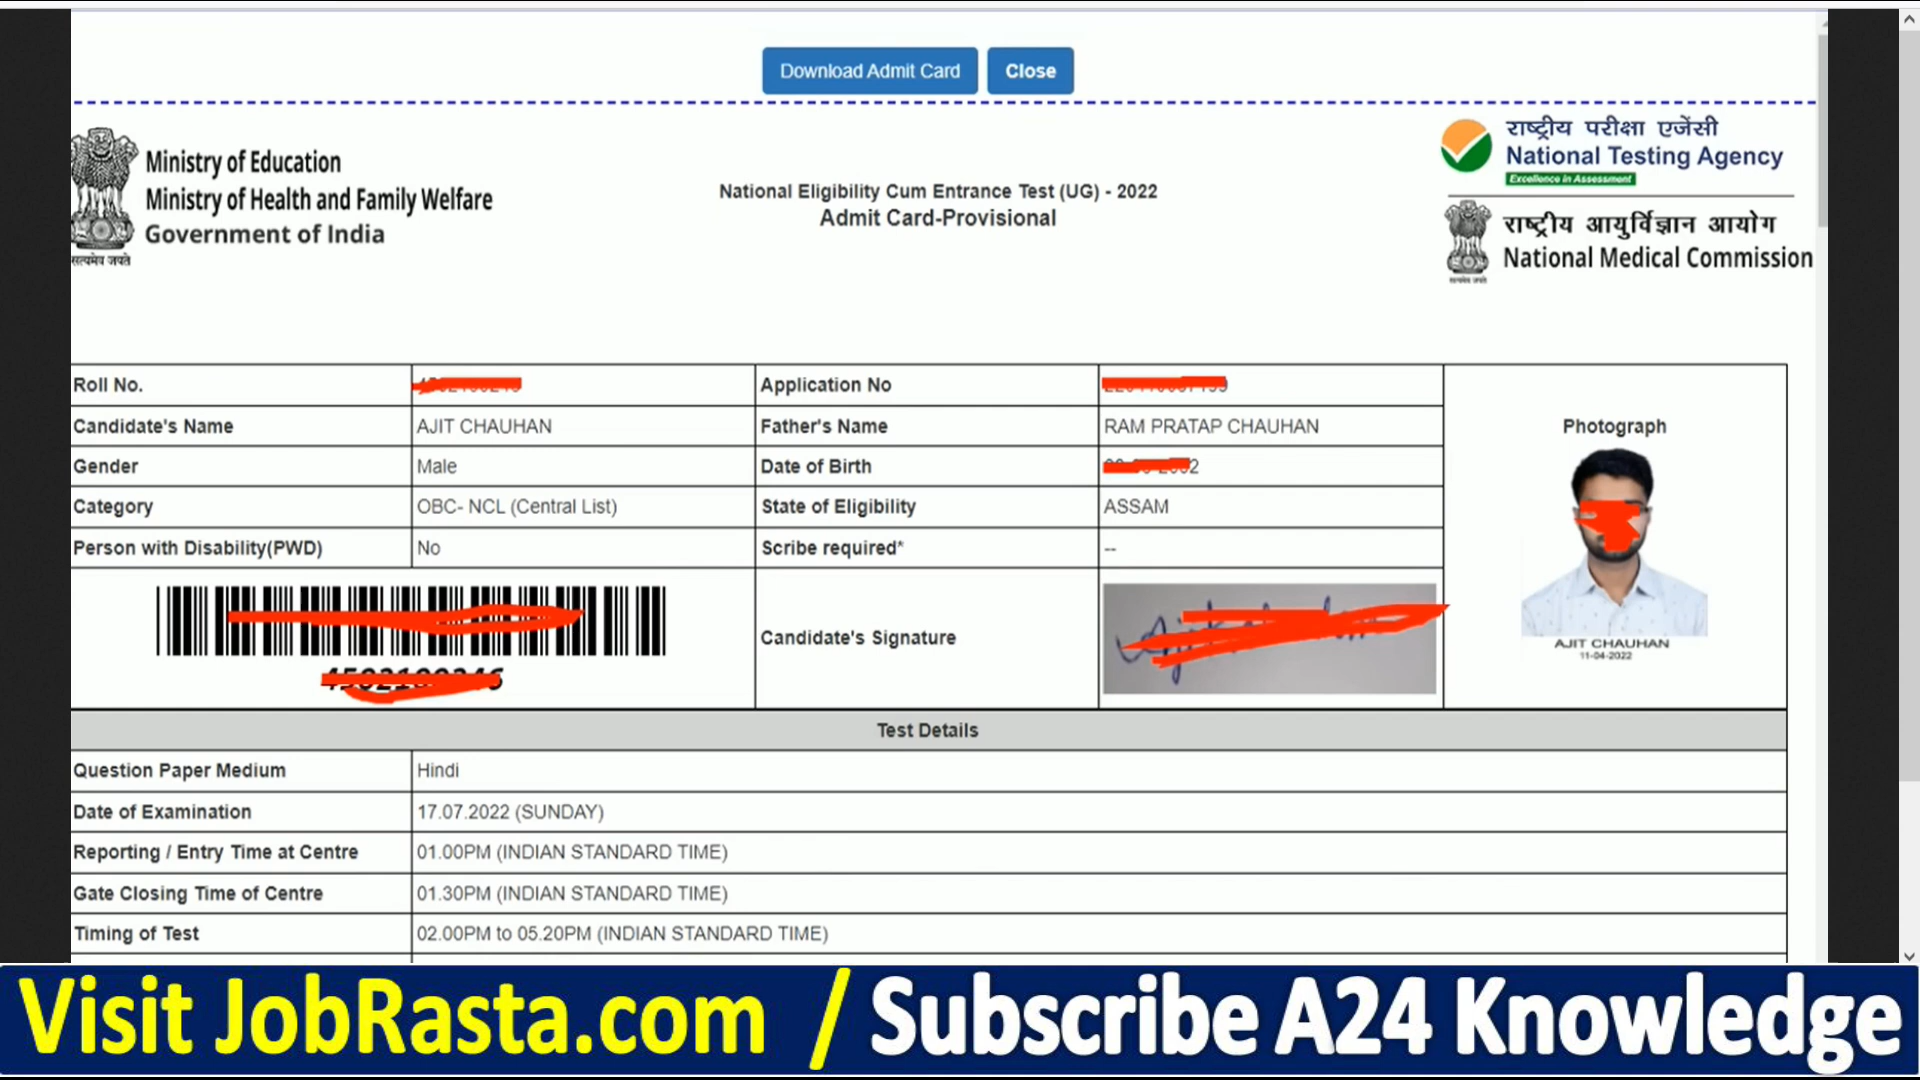 Download Admit Card Close
Ministry of Education
Ministry of Health and Family Welfare
Government of India
सत्यमेव जयते
National Eligibility Cum Entrance Test (UG) - 2022
Admit Card-Provisional
राष्ट्रीय परीक्षा एजेंसी
National Testing Agency
Excellence in Assessment
राष्ट्रीय आयुर्विज्ञान आयोग
National Medical Commission
Roll No. Application No
Candidate's Name AJIT CHAUHAN Father's Name RAM PRATAP CHAUHAN
Photograph
Gender Male Date of Birth
Category OBC- NCL (Central List) State of Eligibility ASSAM
Person with Disability(PWD) No Scribe required* --
Candidate's Signature
AJIT CHAUHAN
11-04-2022
Test Details
Question Paper Medium Hindi
Date of Examination 17.07.2022 (SUNDAY)
Reporting / Entry Time at Centre 01.00PM (INDIAN STANDARD TIME)
Gate Closing Time of Centre 01.30PM (INDIAN STANDARD TIME)
Timing of Test 02.00PM to 05.20PM (INDIAN STANDARD TIME)
Visit JobRasta.com / Subscribe A24 Knowledge